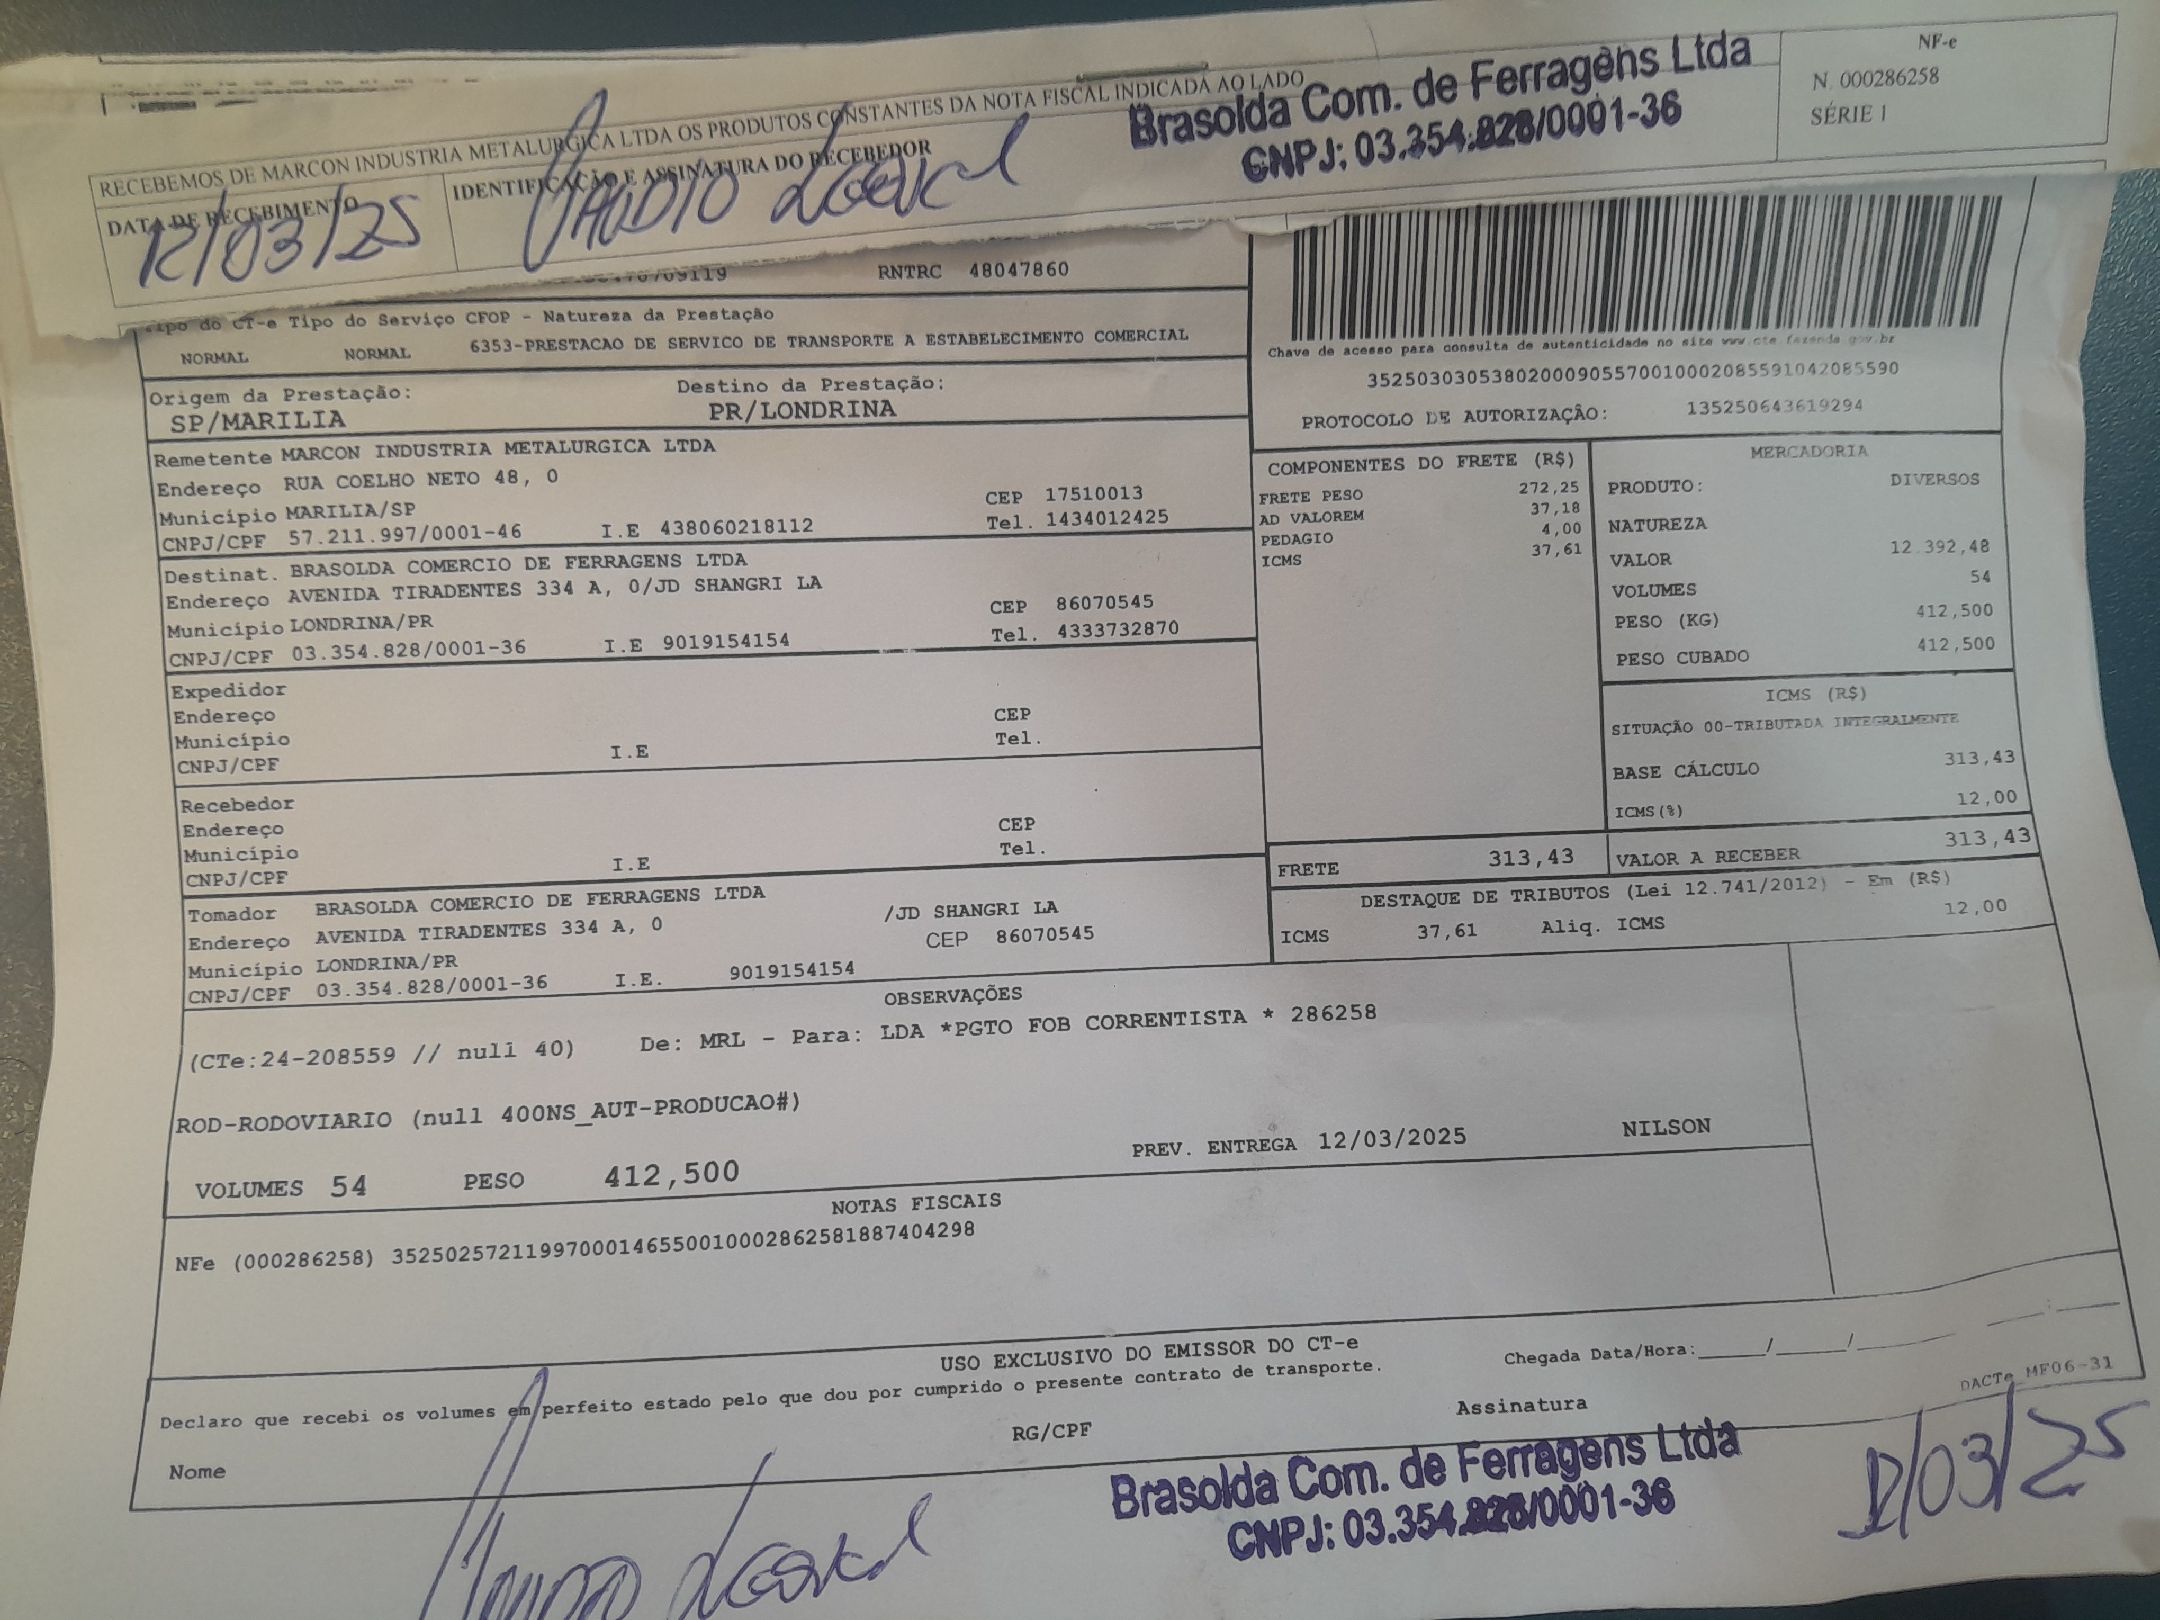 RECEBEMOS DE MARCON INDUSTRIA METALURGICA LTDA OS PRODUTOS CONSTANTES DA NOTA FISCAL INDICADA AO LADO
DATA DE RECEBIMENTO
12/03/25
IDENTIFICAÇÃO E ASSINATURA DO RECEBEDOR
Brasolda Com. de Ferragens Ltda
CNPJ: 03.354.828/0001-36
NF-e
N. 000286258
SÉRIE 1
RNTRC 48047860
Tipo do CT-e Tipo do Serviço CFOP - Natureza da Prestação
NORMAL NORMAL 6353-PRESTACAO DE SERVICO DE TRANSPORTE A ESTABELECIMENTO COMERCIAL
Chave de acesso para consulta de autenticidade no site www.cte.fazenda.gov.br
35250303053802000905570010002085591042085590
PROTOCOLO DE AUTORIZAÇÃO: 135250643619294
Origem da Prestação: Destino da Prestação:
SP/MARILIA PR/LONDRINA
Remetente MARCON INDUSTRIA METALURGICA LTDA
Endereço RUA COELHO NETO 48, 0
Município MARILIA/SP CEP 17510013
CNPJ/CPF 57.211.997/0001-46 I.E 438060218112 Tel. 1434012425
Destinat. BRASOLDA COMERCIO DE FERRAGENS LTDA
Endereço AVENIDA TIRADENTES 334 A, 0/JD SHANGRI LA
Município LONDRINA/PR CEP 86070545
CNPJ/CPF 03.354.828/0001-36 I.E 9019154154 Tel. 4333732870
Expedidor
Endereço
Município CEP
CNPJ/CPF I.E Tel.
Recebedor
Endereço
Município CEP
CNPJ/CPF I.E Tel.
Tomador BRASOLDA COMERCIO DE FERRAGENS LTDA
Endereço AVENIDA TIRADENTES 334 A, 0 /JD SHANGRI LA
Município LONDRINA/PR CEP 86070545
CNPJ/CPF 03.354.828/0001-36 I.E. 9019154154
COMPONENTES DO FRETE (R$)
FRETE PESO 272,25
AD VALOREM 37,18
PEDAGIO 4,00
ICMS 37,61
MERCADORIA
PRODUTO: DIVERSOS
NATUREZA
VALOR 12.392,48
VOLUMES 54
PESO (KG) 412,500
PESO CUBADO 412,500
ICMS (R$)
SITUAÇÃO 00-TRIBUTADA INTEGRALMENTE
BASE CÁLCULO 313,43
ICMS(%) 12,00
FRETE 313,43 VALOR A RECEBER 313,43
DESTAQUE DE TRIBUTOS (Lei 12.741/2012) - Em (R$)
ICMS 37,61 Aliq. ICMS 12,00
OBSERVAÇÕES
(CTe:24-208559 // null 40) De: MRL - Para: LDA *PGTO FOB CORRENTISTA * 286258
ROD-RODOVIARIO (null 400NS_AUT-PRODUCAO#)
VOLUMES 54 PESO 412,500 PREV. ENTREGA 12/03/2025 NILSON
NOTAS FISCAIS
NFe (000286258) 35250257211997000146550010002862581887404298
USO EXCLUSIVO DO EMISSOR DO CT-e
Declaro que recebi os volumes em perfeito estado pelo que dou por cumprido o presente contrato de transporte.
Chegada Data/Hora:______/______/______ ____:____
DACTe MF06-31
Nome RG/CPF Assinatura
Brasolda Com. de Ferragens Ltda
CNPJ: 03.354.828/0001-36
12/03/25